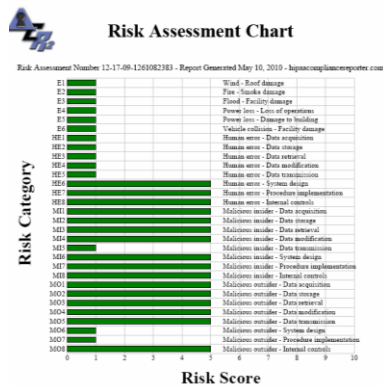 Risk Assessment Chart
Risk Assessment Number 12-17-09-1261082383 - Report Generated May 10, 2010 - hipaacompliancereporter.com
Risk Category
E1 Wind - Roof damage
E2 Fire - Smoke damage
E3 Flood - Facility damage
E4 Power loss - Loss of operations
E5 Power loss - Damage to building
E6 Vehicle collision - Facility damage
HE1 Human error - Data acquisition
HE2 Human error - Data storage
HE3 Human error - Data retrieval
HE4 Human error - Data modification
HE5 Human error - Data transmission
HE6 Human error - System design
HE7 Human error - Procedure implementation
HE8 Human error - Internal controls
MI1 Malicious insider - Data acquisition
MI2 Malicious insider - Data storage
MI3 Malicious insider - Data retrieval
MI4 Malicious insider - Data modification
MI5 Malicious insider - Data transmission
MI6 Malicious insider - System design
MI7 Malicious insider - Procedure implementation
MI8 Malicious insider - Internal controls
MO1 Malicious outsider - Data acquisition
MO2 Malicious outsider - Data storage
MO3 Malicious outsider - Data retrieval
MO4 Malicious outsider - Data modification
MO5 Malicious outsider - Data transmission
MO6 Malicious outsider - System design
MO7 Malicious outsider - Procedure implementation
MO8 Malicious outsider - Internal controls
0 1 2 3 4 5 6 7 8 9 10
Risk Score